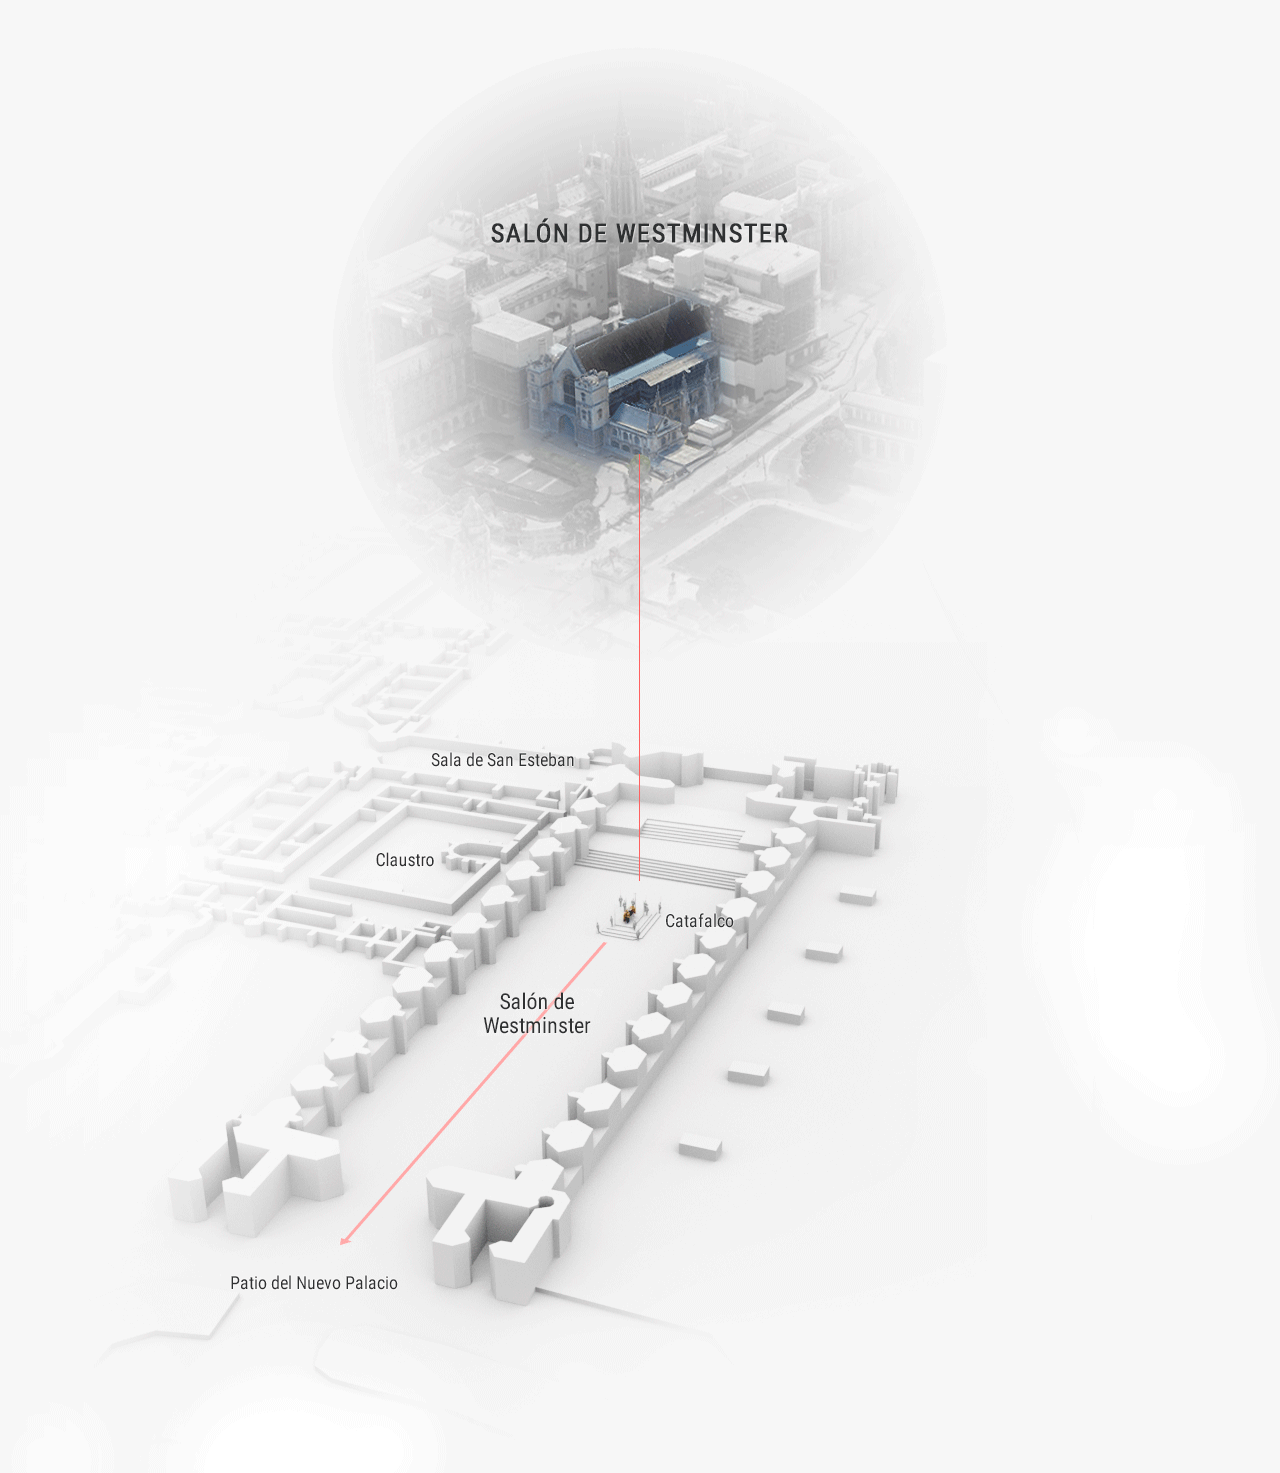 SALÓN DE WESTMINSTER
Sala de San Esteban
Claustro
Catafalco
Salón de
Westminster
Patio del Nuevo Palacio